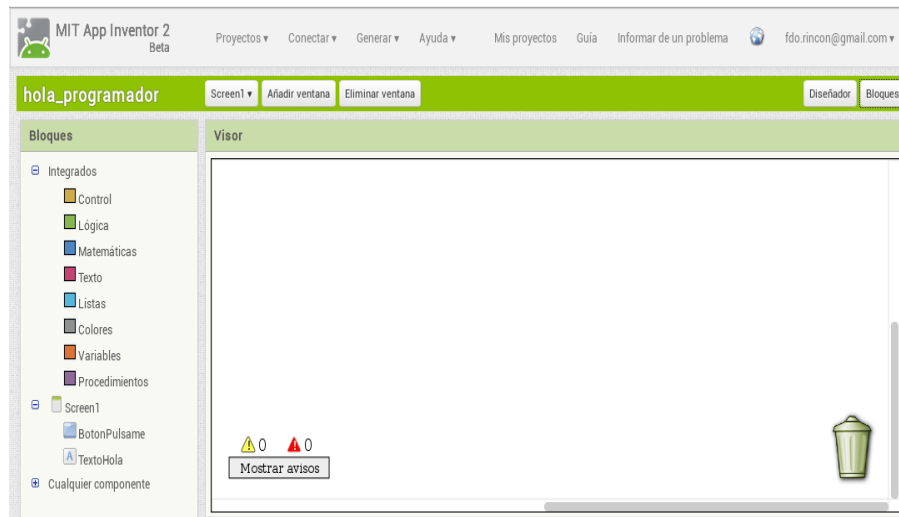 MIT App Inventor 2
Beta
Proyectos Conectar Generar Ayuda Mis proyectos Guía Informar de un problema fdo.rincon@gmail.com
hola_programador Screen1 Añadir ventana Eliminar ventana Diseñador Bloques
Bloques Visor
Integrados
Control
Lógica
Matemáticas
Texto
Listas
Colores
Variables
Procedimientos
Screen1
BotonPulsame
A TextoHola
Cualquier componente
0 0
Mostrar avisos